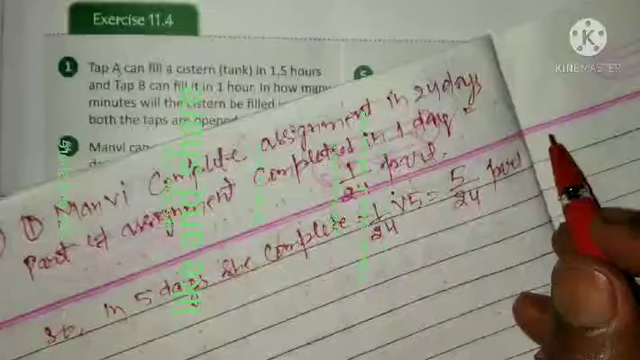 Exercise 11.4
K
KINEMASTER
1 Tap A can fill a cistern (tank) in 1.5 hours
and Tap B can fill it in 1 hour. In how many
minutes will the cistern be filled
both the taps are opened
Manvi can
① Manvi complete assignment in 24 days
Part of assignment completed in 1 day =
1/24 part.
So, in 5 days she complete = 1/24 × 5 = 5/24 part